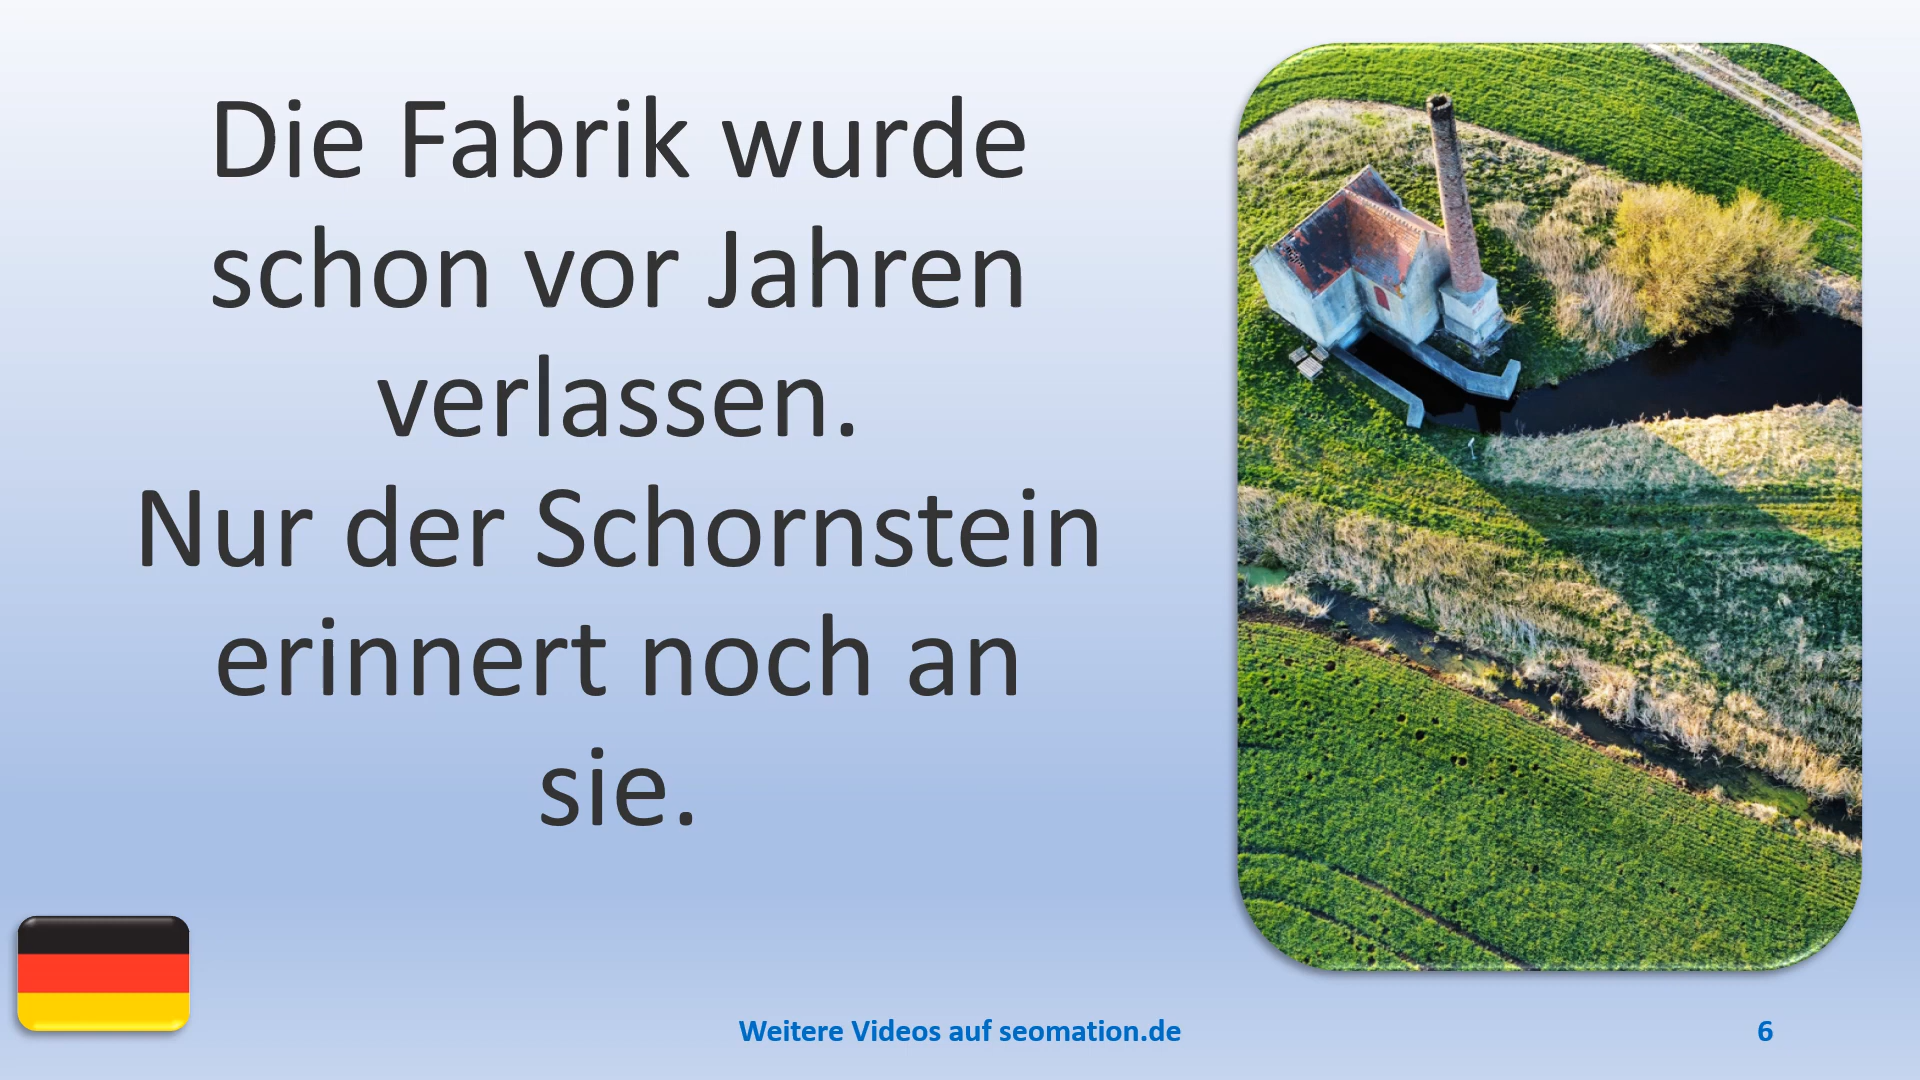 Die Fabrik wurde
schon vor Jahren
verlassen.
Nur der Schornstein
erinnert noch an
sie.
Weitere Videos auf seomation.de
6